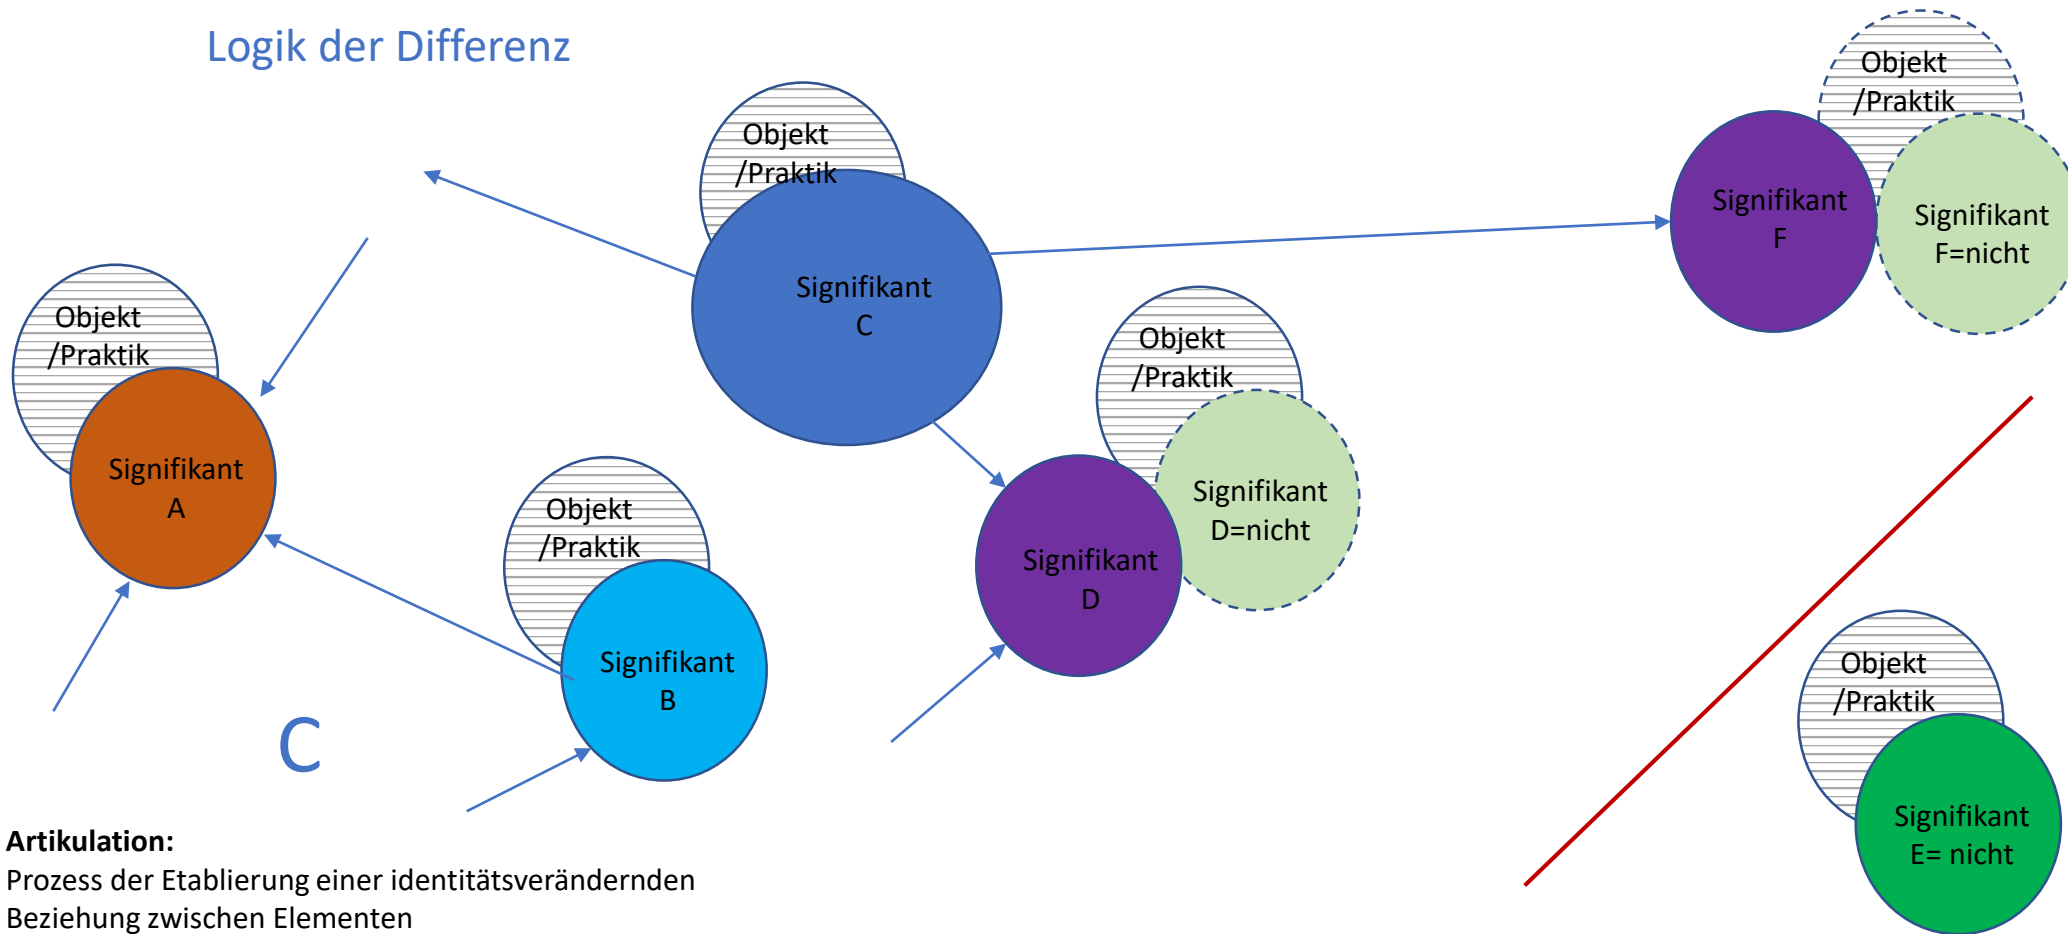 Logik der Differenz
Objekt
/Praktik
Signifikant
F
Signifikant
F=nicht
Objekt
/Praktik
Signifikant
C
Objekt
/Praktik
Signifikant
A
Objekt
/Praktik
Signifikant
D
Signifikant
D=nicht
Objekt
/Praktik
Signifikant
B
Objekt
/Praktik
Signifikant
E= nicht
C
Artikulation:
Prozess der Etablierung einer identitätsverändernden
Beziehung zwischen Elementen